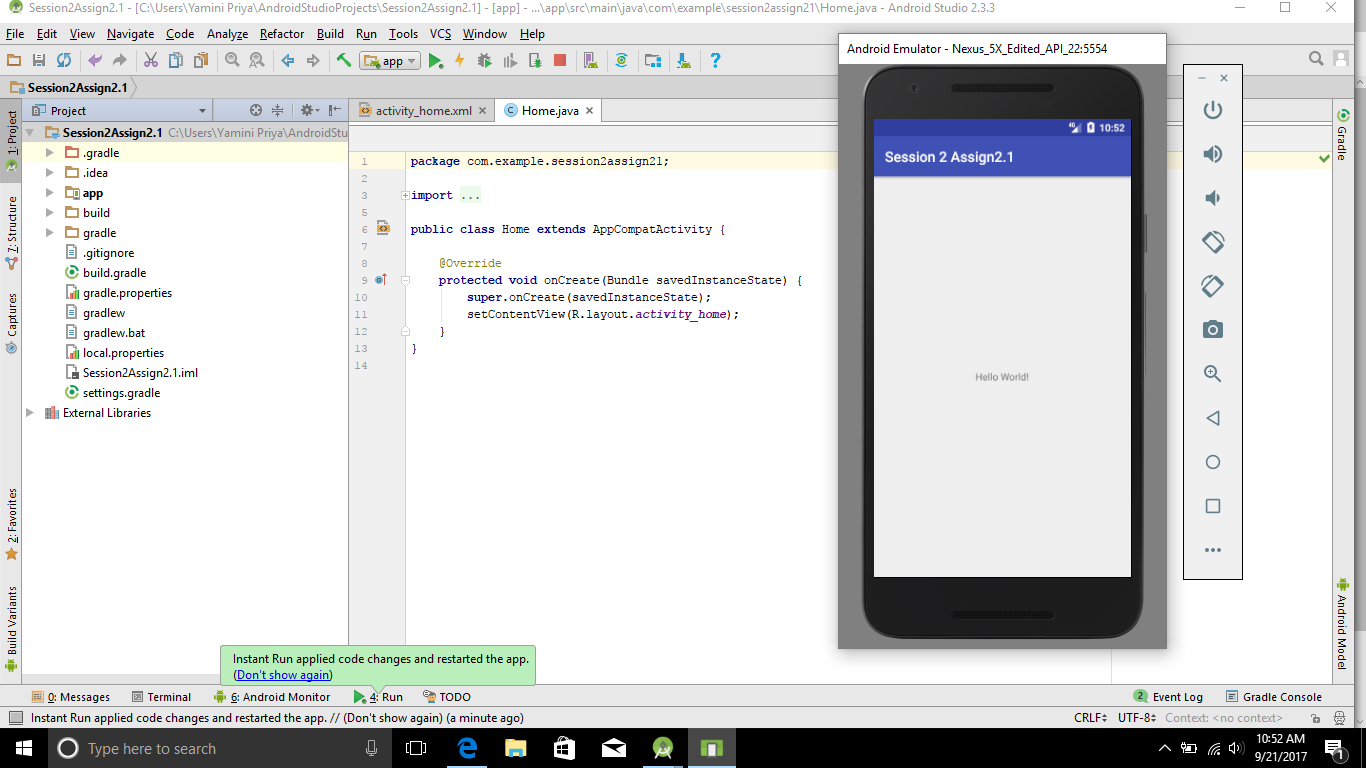 Session2Assign2.1 - [C:\Users\Yamini Priya\AndroidStudioProjects\Session2Assign2.1] - [app] - ...\app\src\main\java\com\example\session2assign21\Home.java - Android Studio 2.3.3
File Edit View Navigate Code Analyze Refactor Build Run Tools VCS Window Help
app
Session2Assign2.1
Project
activity_home.xml
Home.java
1: Project
7: Structure
Captures
2: Favorites
Build Variants
Session2Assign2.1 C:\Users\Yamini Priya\AndroidStu
.gradle
.idea
app
build
gradle
.gitignore
build.gradle
gradle.properties
gradlew
gradlew.bat
local.properties
Session2Assign2.1.iml
settings.gradle
External Libraries
1 package com.example.session2assign21;
2
3 import ...
5
6 public class Home extends AppCompatActivity {
7
8 @Override
9 protected void onCreate(Bundle savedInstanceState) {
10 super.onCreate(savedInstanceState);
11 setContentView(R.layout.activity_home);
12 }
13 }
14
Android Emulator - Nexus_5X_Edited_API_22:5554
4G 10:52
Session 2 Assign2.1
Hello World!
Gradle
Android Model
Instant Run applied code changes and restarted the app.
(Don't show again)
0: Messages Terminal 6: Android Monitor 4: Run TODO 2 Event Log Gradle Console
Instant Run applied code changes and restarted the app. // (Don't show again) (a minute ago) CRLF UTF-8 Context: <no context>
Type here to search
10:52 AM
9/21/2017
1